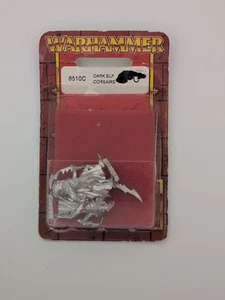 WARHAMMER
8510C
DARK ELF
CORSAIRS